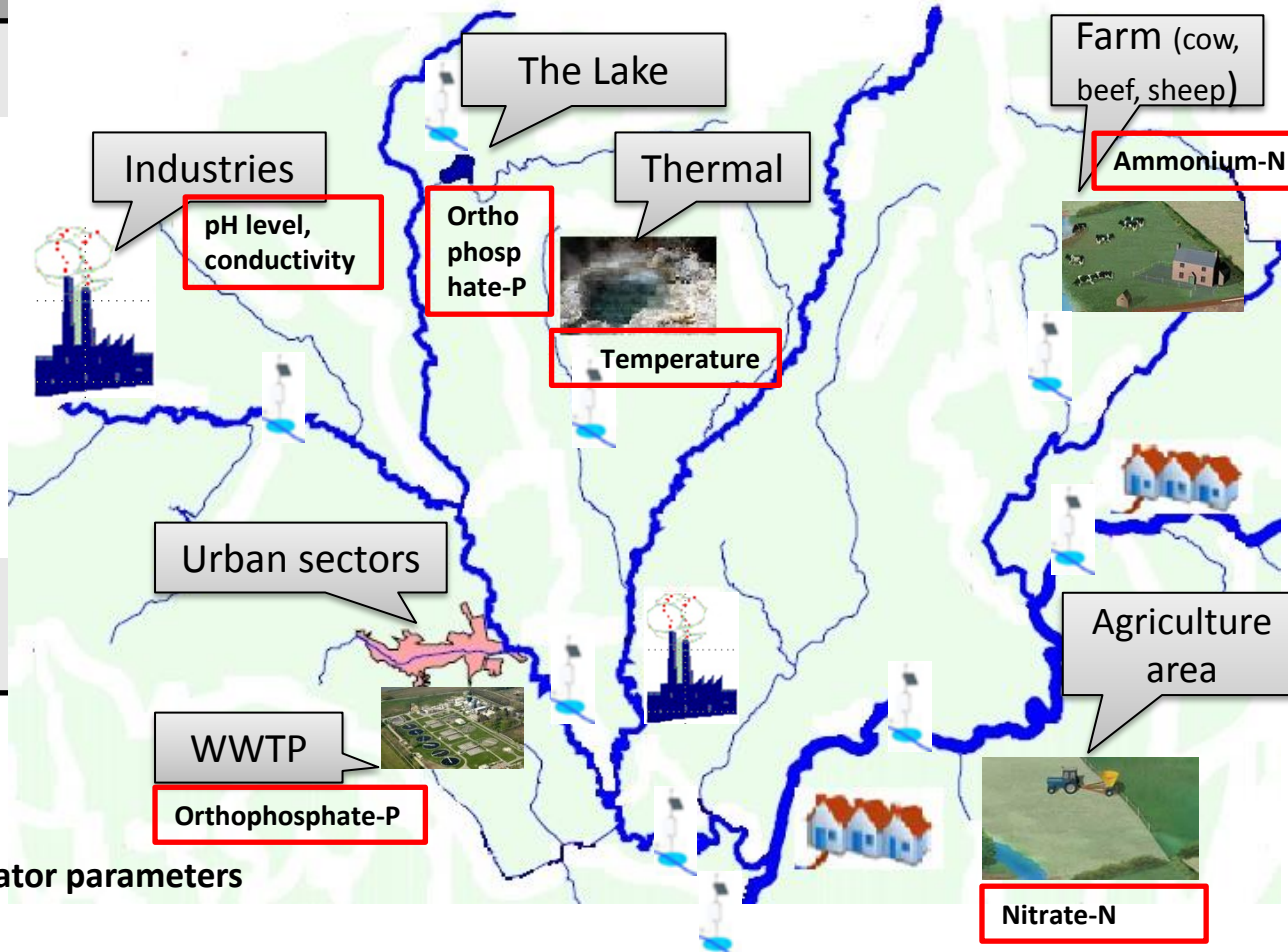 The Lake
Farm (cow,
beef, sheep)
Ammonium-N
Industries
pH level,
conductivity
Ortho
phosp
hate-P
Thermal
Temperature
Urban sectors
Agriculture
area
WWTP
Orthophosphate-P
ator parameters
Nitrate-N